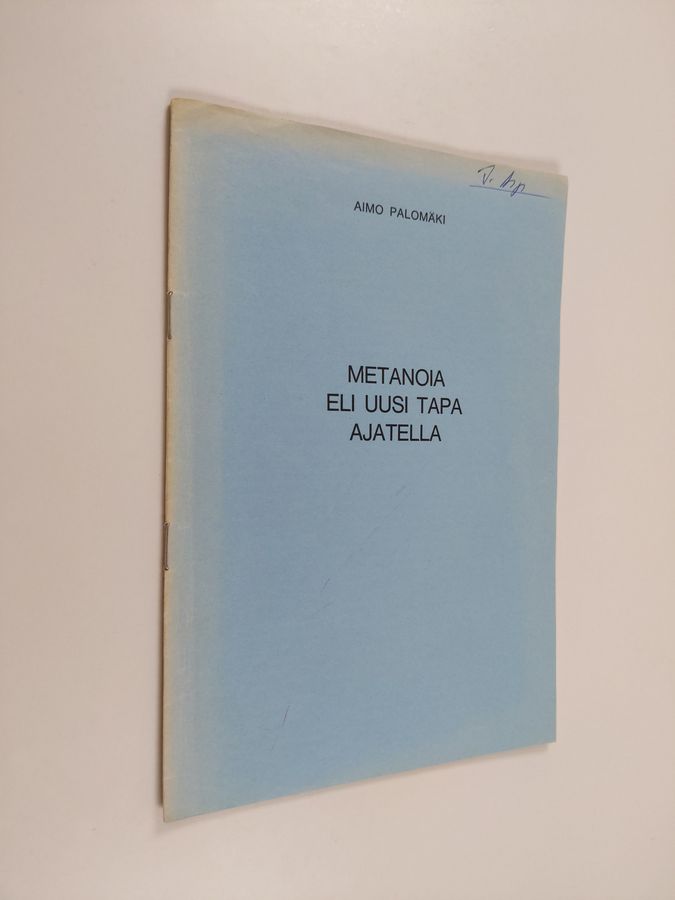 AIMO PALOMÄKI
METANOIA
ELI UUSI TAPA
AJATELLA